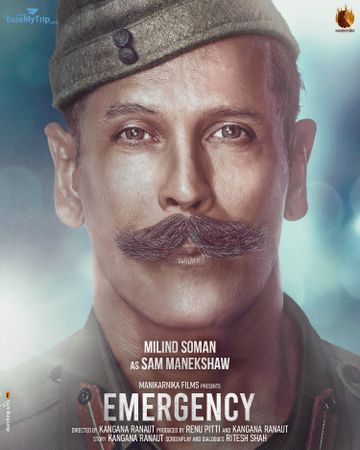 EaseMyTrip.com
MILIND SOMAN
AS SAM MANEKSHAW
MANIKARNIKA FILMS PRESENTS
EMERGENCY
DIRECTED BY KANGANA RANAUT PRODUCED BY RENU PITTI AND KANGANA RANAUT
STORY KANGANA RANAUT SCREENPLAY AND DIALOGUES RITESH SHAH